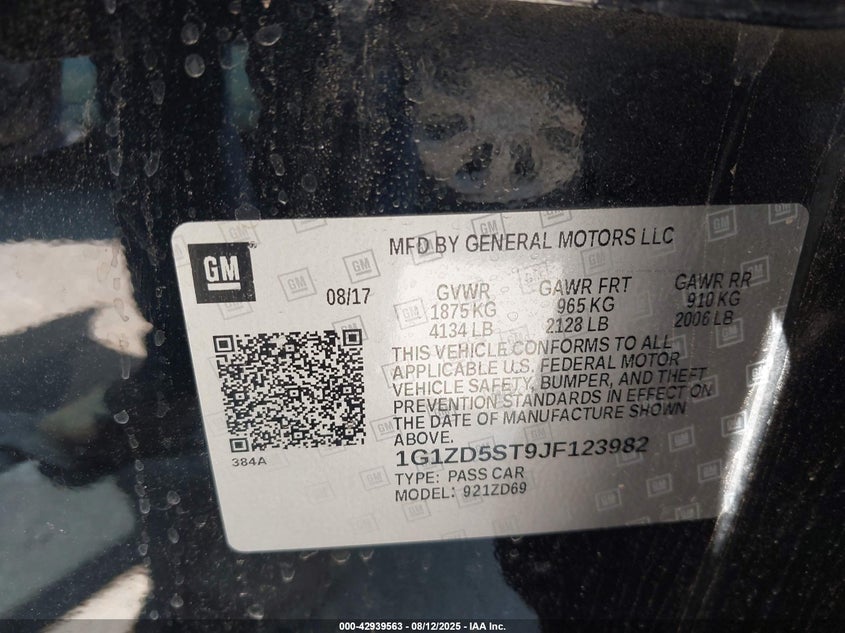 GM
MFD BY GENERAL MOTORS LLC
08/17
GVWR GAWR FRT GAWR RR
1875 KG 965 KG 910 KG
4134 LB 2128 LB 2006 LB
THIS VEHICLE CONFORMS TO ALL
APPLICABLE U.S. FEDERAL MOTOR
VEHICLE SAFETY, BUMPER, AND THEFT
PREVENTION STANDARDS IN EFFECT ON
THE DATE OF MANUFACTURE SHOWN
ABOVE.
384A
1G1ZD5ST9JF123982
TYPE: PASS CAR
MODEL: 921ZD69
000-42939563 - 08/12/2025 - IAA Inc.